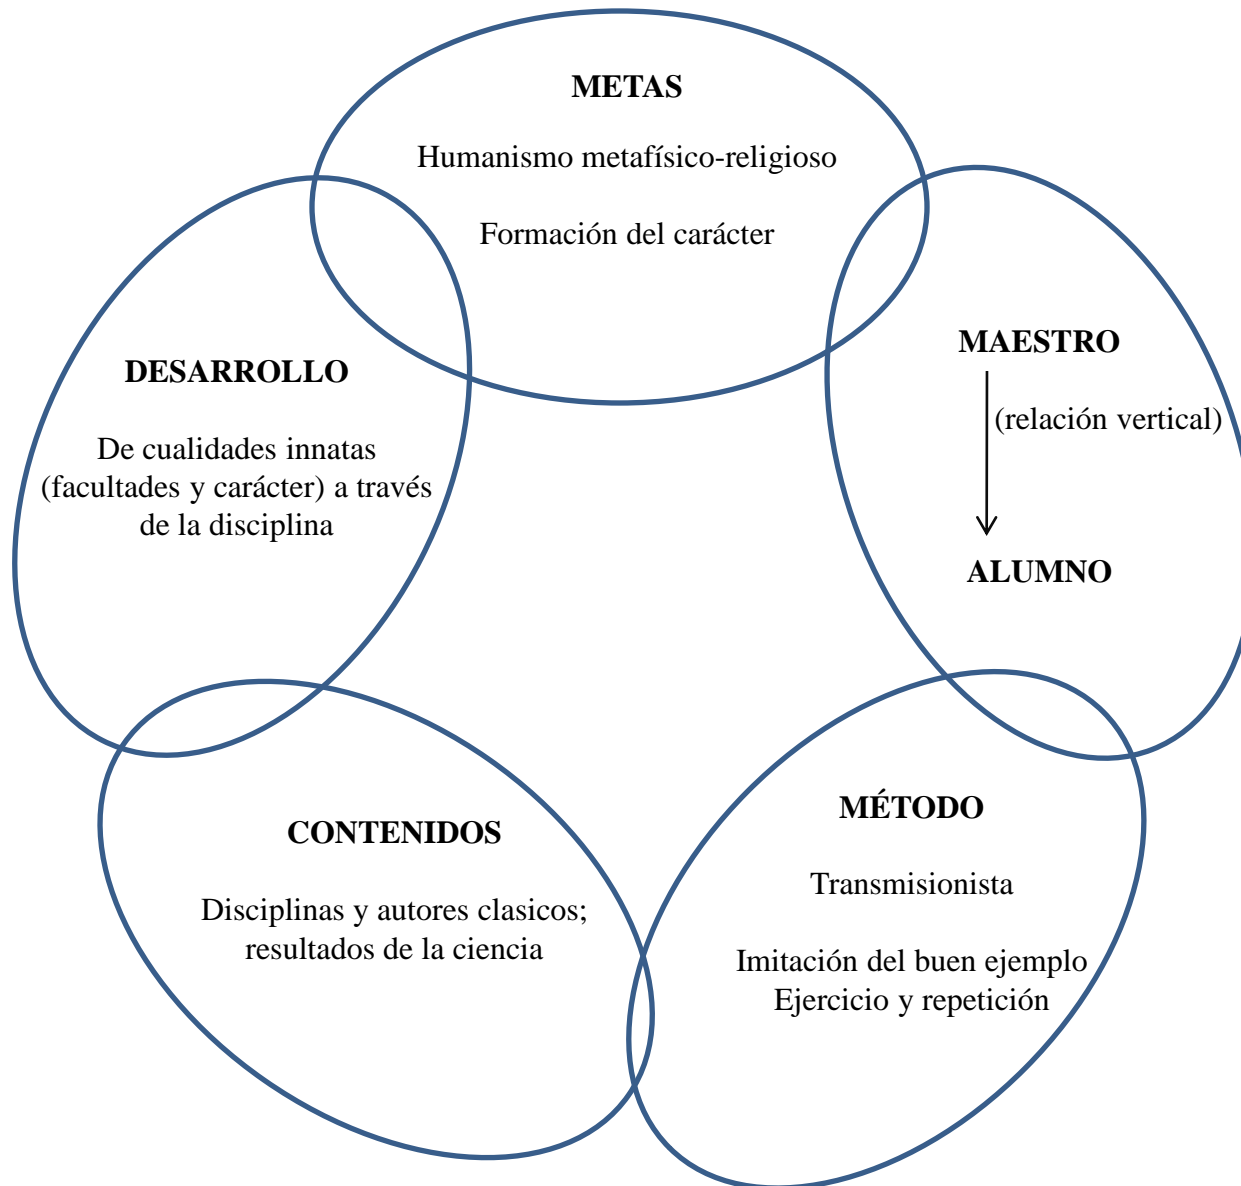 METAS
Humanismo metafísico-religioso
Formación del carácter
MAESTRO
(relación vertical)
ALUMNO
DESARROLLO
De cualidades innatas
(facultades y carácter) a través
de la disciplina
MÉTODO
Transmisionista
Imitación del buen ejemplo
Ejercicio y repetición
CONTENIDOS
Disciplinas y autores clasicos;
resultados de la ciencia